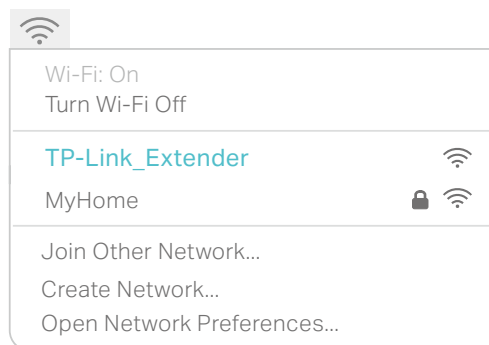 Wi-Fi: On
Turn Wi-Fi Off
TP-Link_Extender
MyHome
Join Other Network...
Create Network...
Open Network Preferences...